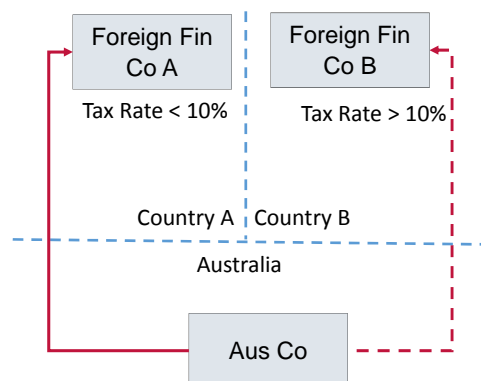 Foreign Fin
Co A
Foreign Fin
Co B
Tax Rate < 10%
Tax Rate > 10%
Country A
Country B
Australia
Aus Co